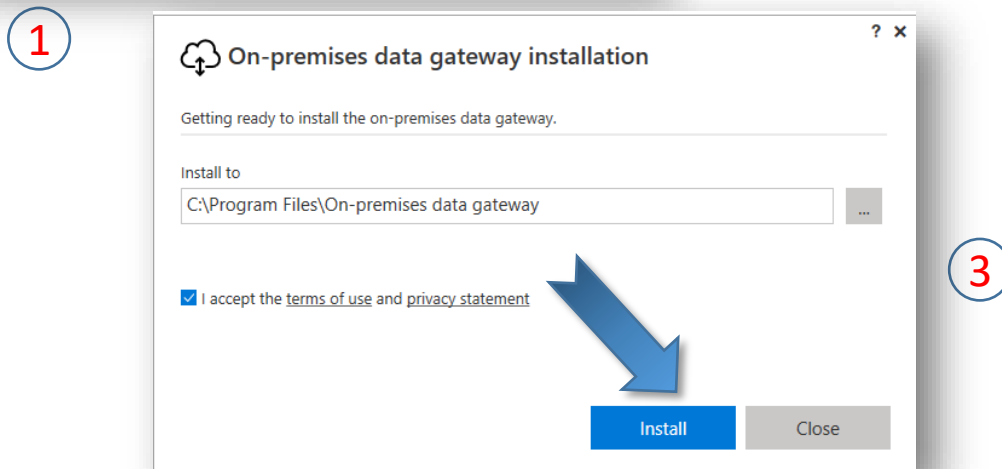 1
? ×
On-premises data gateway installation
Getting ready to install the on-premises data gateway.
Install to
C:\Program Files\On-premises data gateway
...
3
I accept the terms of use and privacy statement
Install
Close